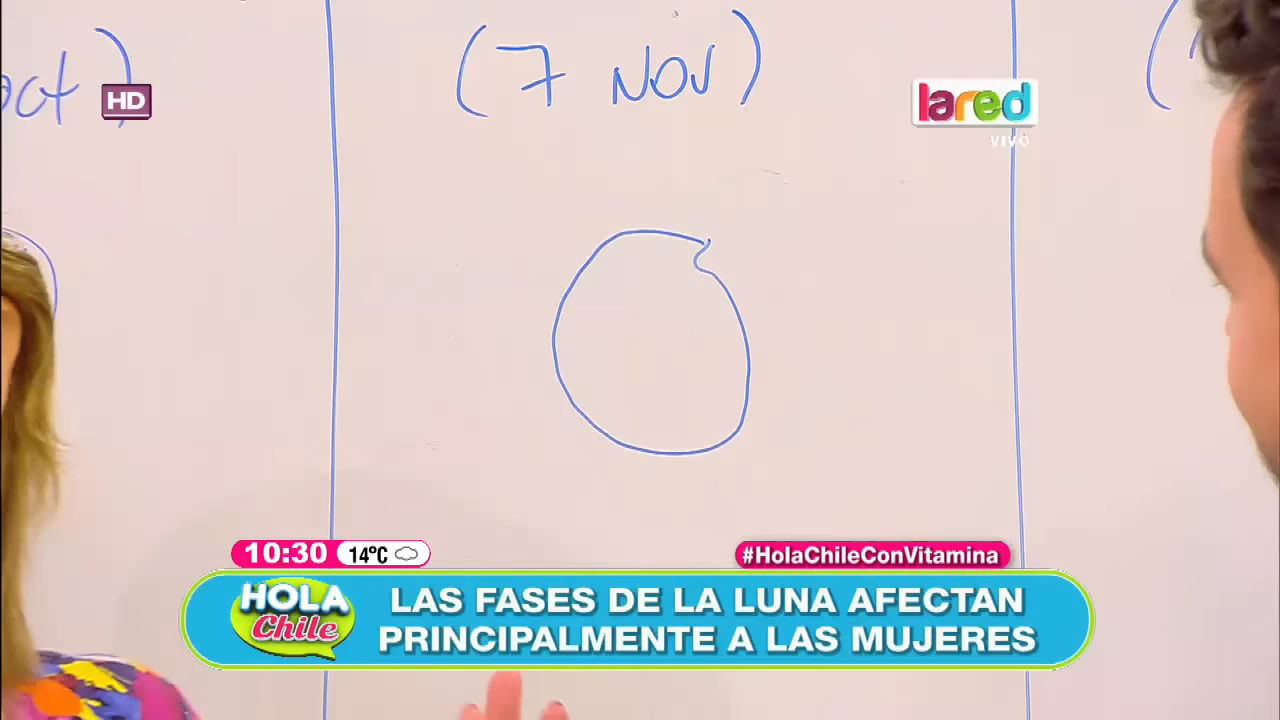 oct)
(7 NOV)
HD
lared
VIVO
10:30 14ºC
#HolaChileConVitamina
HOLA
Chile
LAS FASES DE LA LUNA AFECTAN
PRINCIPALMENTE A LAS MUJERES